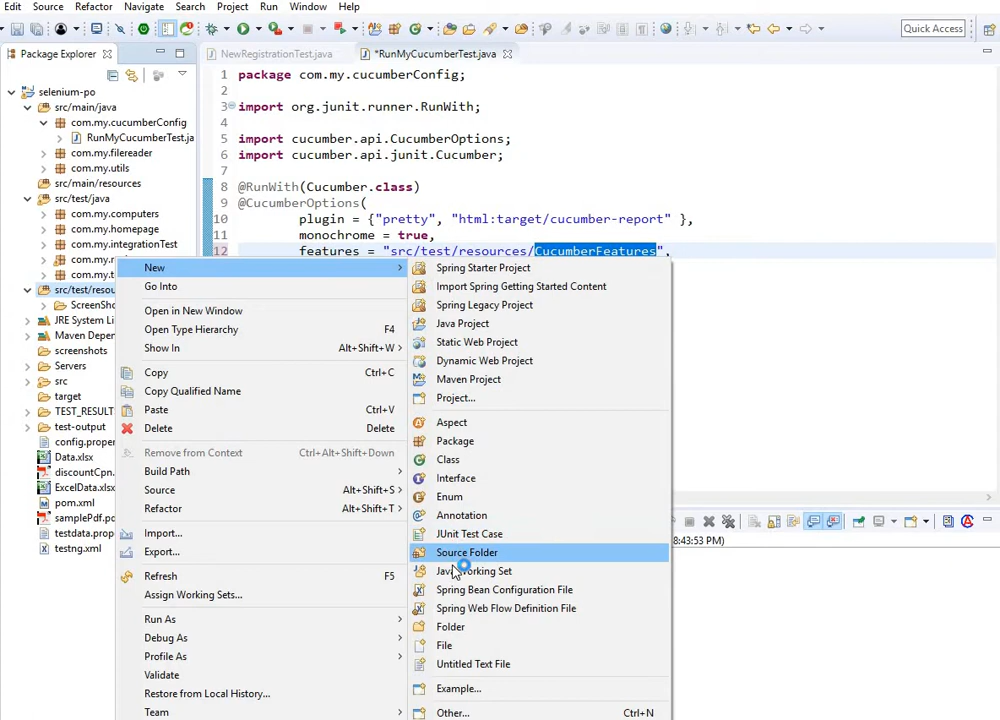 Edit Source Refactor Navigate Search Project Run Window Help
Quick Access
Package Explorer
NewRegistrationTest.java
*RunMyCucumberTest.java
selenium-po
src/main/java
com.my.cucumberConfig
RunMyCucumberTest.ja
com.my.filereader
com.my.utils
src/main/resources
src/test/java
com.my.computers
com.my.homepage
com.my.integrationTest
com.my.r
com.my.t
src/test/resou
ScreenSho
JRE System Li
Maven Depen
screenshots
Servers
src
target
TEST_RESULT
test-output
config.proper
Data.xlsx
discountCpn.
ExcelData.xls
pom.xml
samplePdf.pd
testdata.prop
testng.xml
1 package com.my.cucumberConfig;
2
3 import org.junit.runner.RunWith;
4
5 import cucumber.api.CucumberOptions;
6 import cucumber.api.junit.Cucumber;
7
8 @RunWith(Cucumber.class)
9 @CucumberOptions(
10 plugin = {"pretty", "html:target/cucumber-report" },
11 monochrome = true,
12 features = "src/test/resources/CucumberFeatures",
New
Go Into
Open in New Window
Open Type Hierarchy F4
Show In Alt+Shift+W
Copy Ctrl+C
Copy Qualified Name
Paste Ctrl+V
Delete Delete
Remove from Context Ctrl+Alt+Shift+Down
Build Path
Source Alt+Shift+S
Refactor Alt+Shift+T
Import...
Export...
Refresh F5
Assign Working Sets...
Run As
Debug As
Profile As
Validate
Restore from Local History...
Team
Spring Starter Project
Import Spring Getting Started Content
Spring Legacy Project
Java Project
Static Web Project
Dynamic Web Project
Maven Project
Project...
Aspect
Package
Class
Interface
Enum
Annotation
JUnit Test Case
Source Folder
Java Working Set
Spring Bean Configuration File
Spring Web Flow Definition File
Folder
File
Untitled Text File
Example...
Other... Ctrl+N
8:43:53 PM)